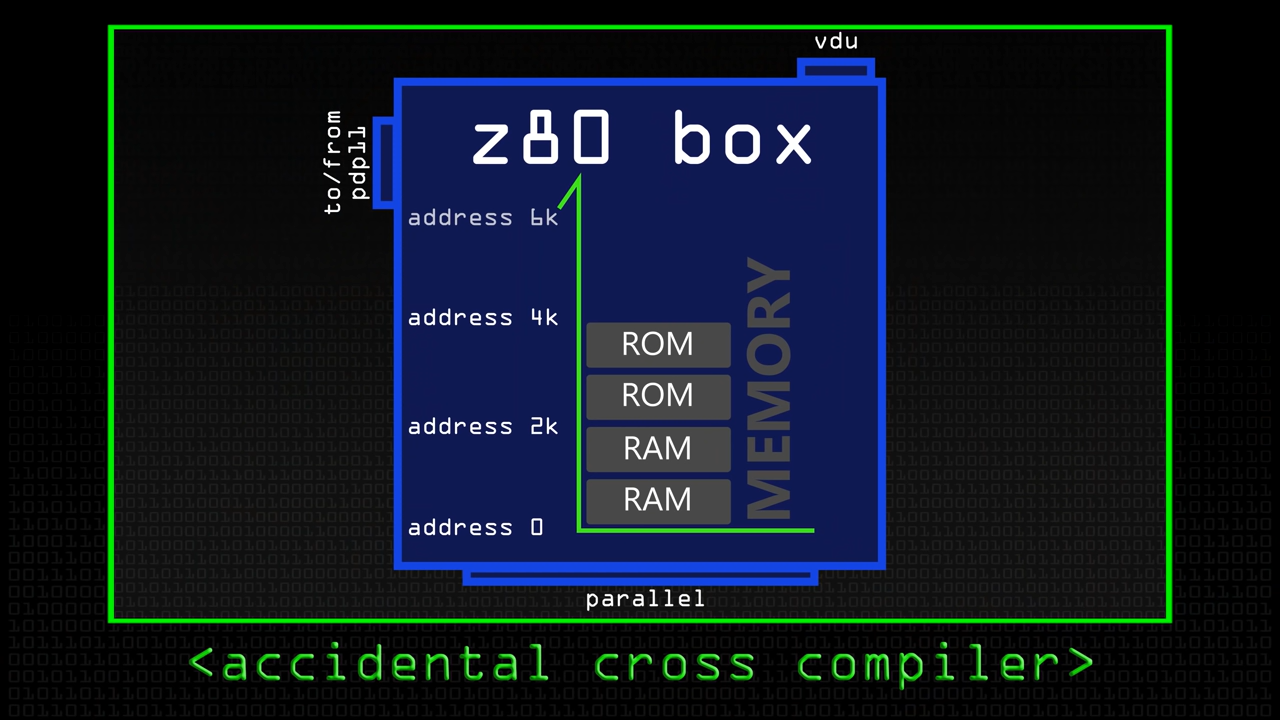 vdu
z80 box
to/from
pdp11
address 6k
address 4k
ROM
ROM
address 2k
RAM
RAM
address 0
MEMORY
parallel
<accidental cross compiler>